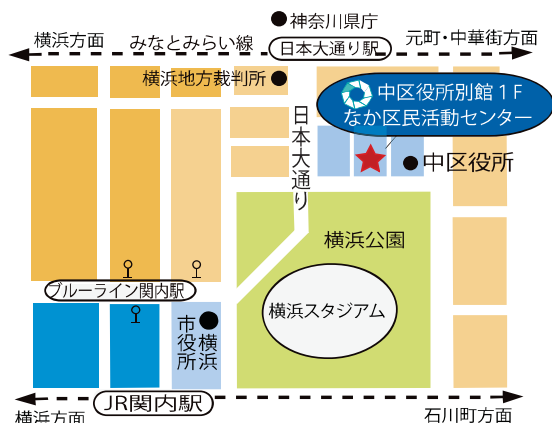 神奈川県庁
横浜方面
みなとみらい線
日本大通り駅
元町・中華街方面
横浜地方裁判所
中区役所別館1F
なか区民活動センター
日本大通り
中区役所
横浜公園
ブルーライン関内駅
横浜スタジアム
横浜
市役所
JR関内駅
横浜方面
石川町方面